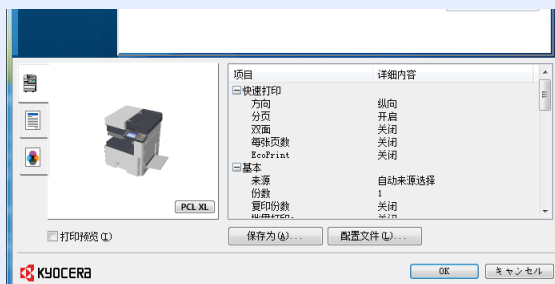 项目 详细内容
快速打印
方向 纵向
分页 开启
双面 关闭
每张页数 关闭
EcoPrint 关闭
基本
来源 自动来源选择
份数 1
复印份数 关闭
PCL XL
打印预览(I)
保存为(A)... 配置文件(L)...
KYOCERA
OK キャンセル